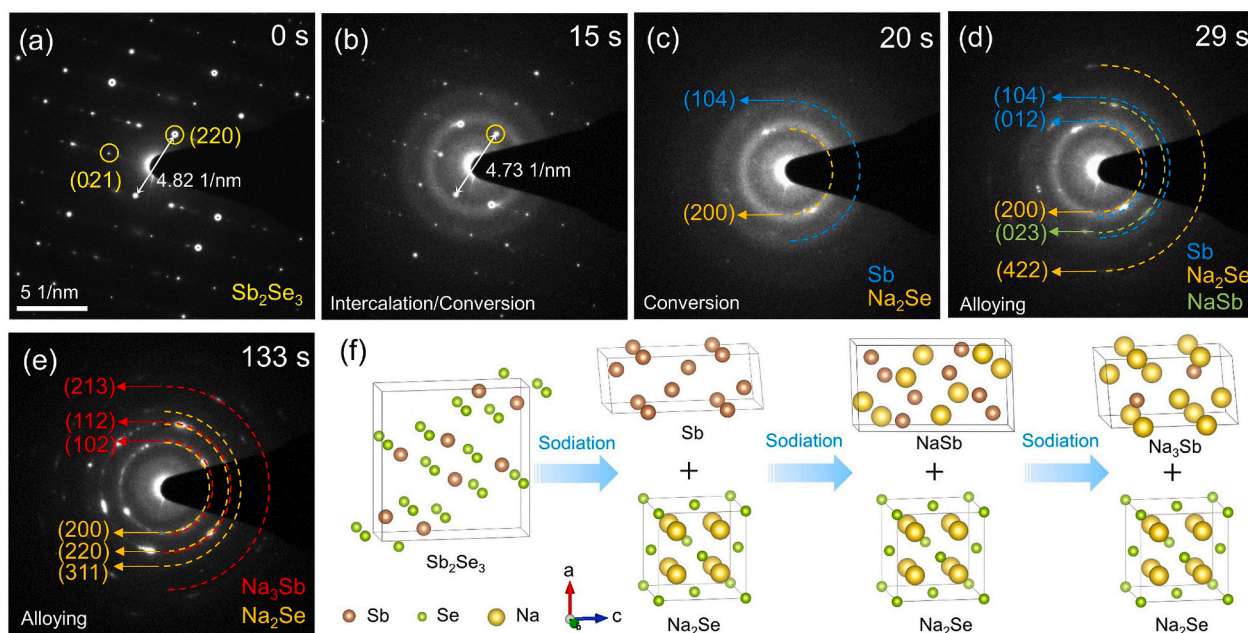 (a)
0 s
(220)
(021)
4.82 1/nm
5 1/nm
Sb₂Se₃
(b)
15 s
4.73 1/nm
Intercalation/Conversion
(c)
20 s
(104)
(200)
Sb
Na₂Se
Conversion
(d)
29 s
(104)
(012)
(200)
(023)
(422)
Sb
Na₂Se
NaSb
Alloying
(e)
133 s
(213)
(112)
(102)
(200)
(220)
(311)
Na₃Sb
Na₂Se
Alloying
(f)
Sb₂Se₃
Sodiation
Sb
+
Na₂Se
Sodiation
NaSb
+
Na₂Se
Sodiation
Na₃Sb
+
Na₂Se
Sb
Se
Na
a
c